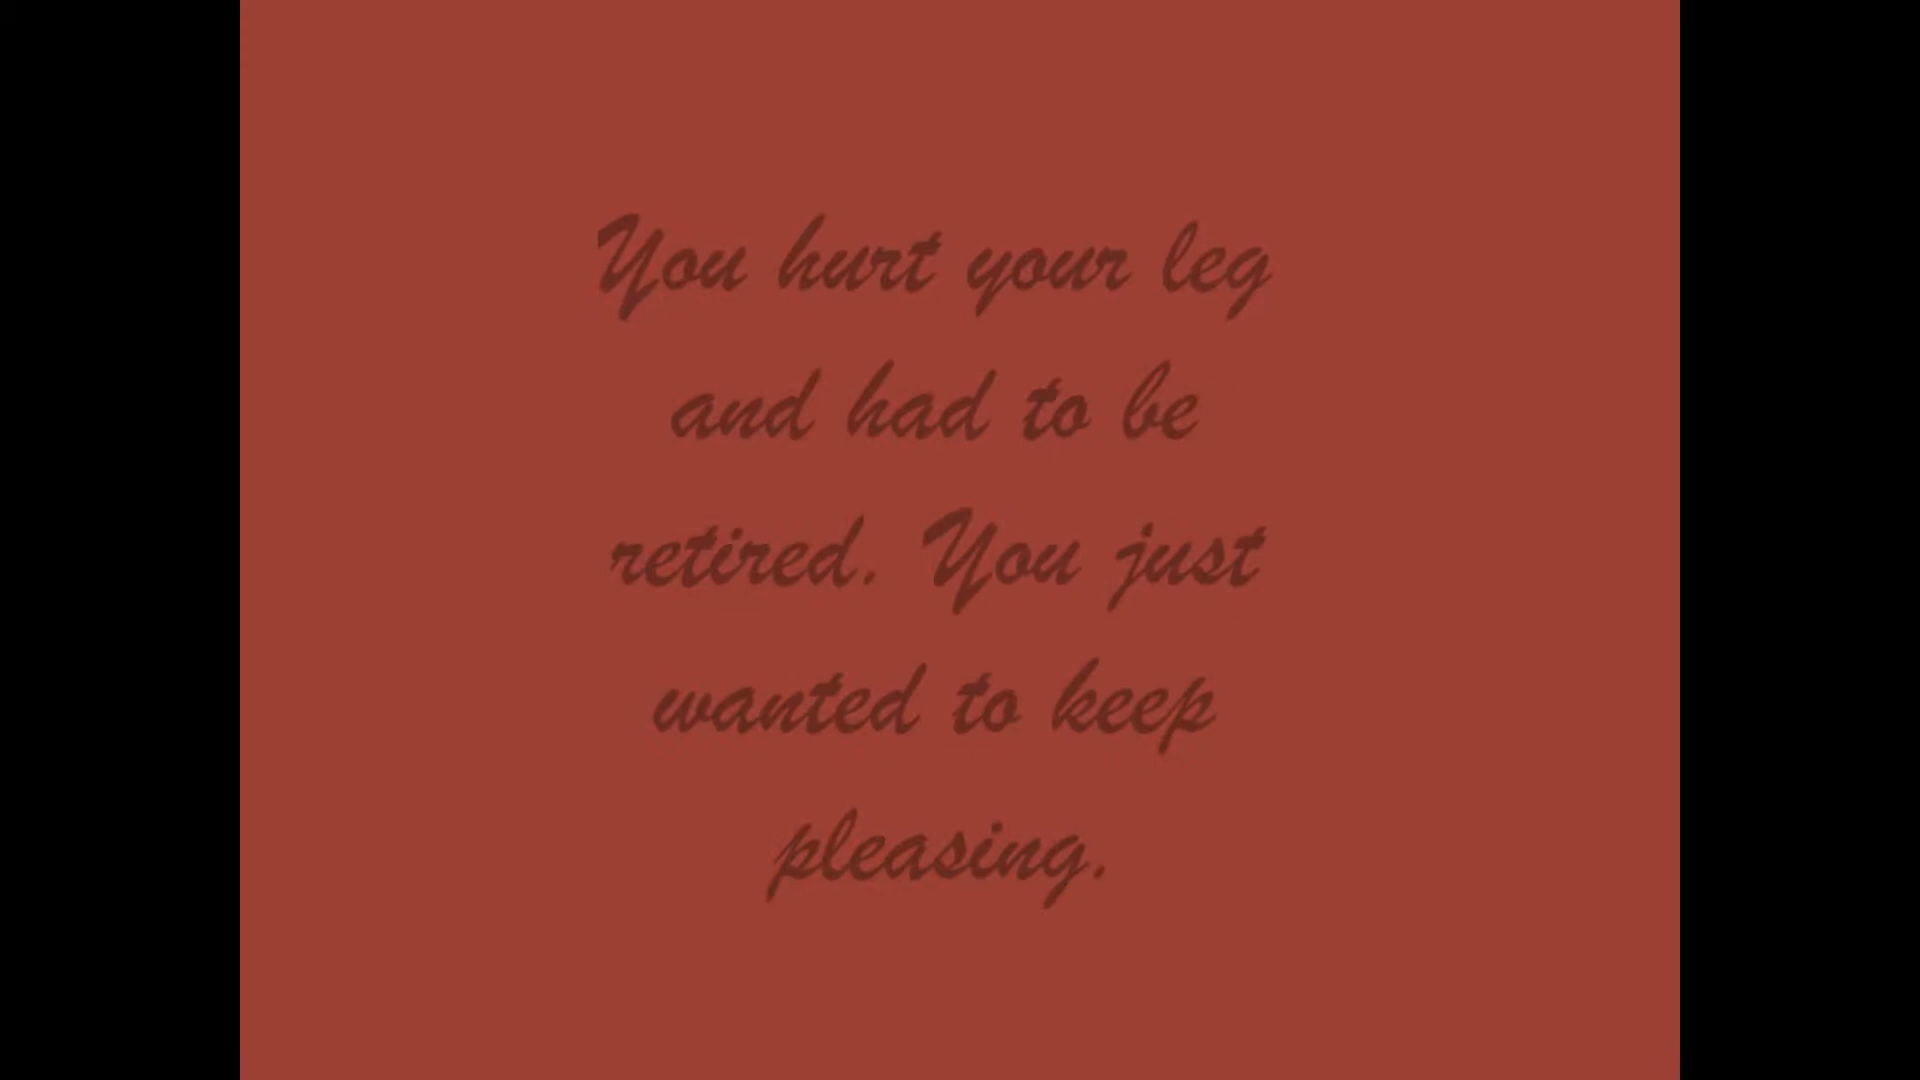 You hurt your leg
and had to be
retired. You just
wanted to keep
pleasing.